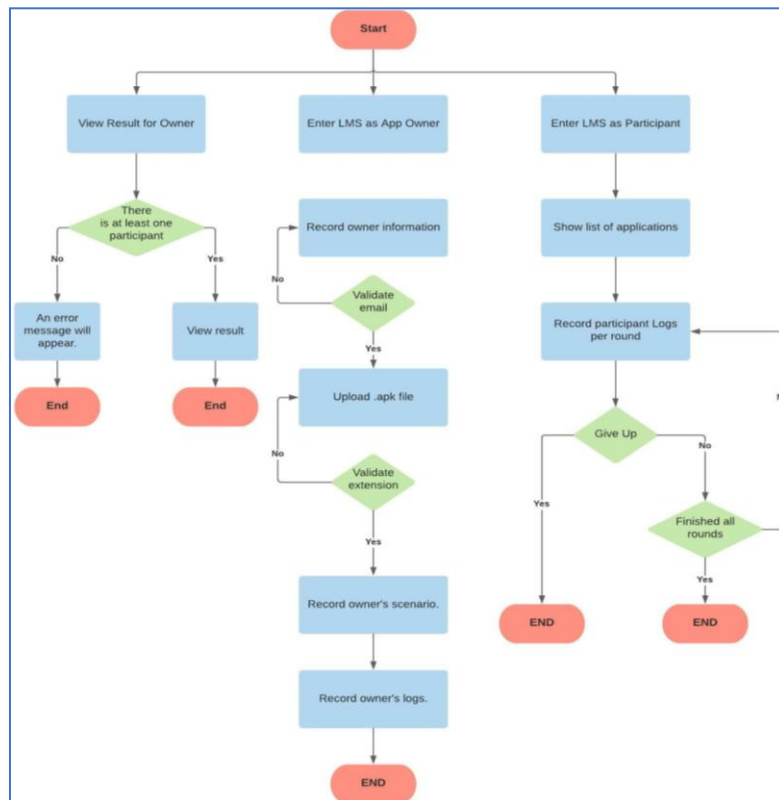 Start
View Result for Owner
Enter LMS as App Owner
Enter LMS as Participant
There
is at least one
participant
No
Yes
An error
message will
appear.
View result
End
End
Record owner information
No
Validate
email
Yes
Upload .apk file
No
Validate
extension
Yes
Record owner's scenario.
Record owner's logs.
END
Show list of applications
Record participant Logs
per round
Give Up
Yes
No
Finished all
rounds
Yes
END
END